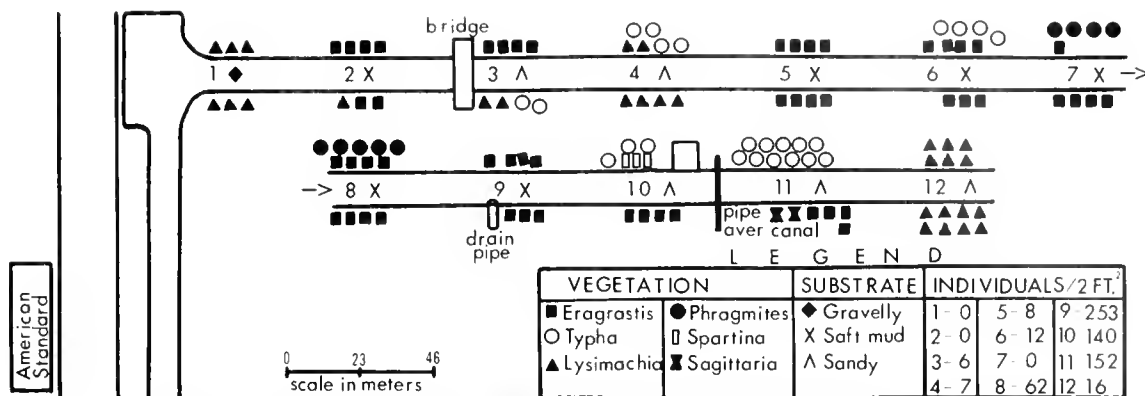 bridge
1 2 X 3 ∧ 4 ∧ 5 X 6 X 7 X ->
-> 8 X 9 X 10 ∧ 11 ∧ 12 ∧
drain
pipe
pipe
aver canal
American
Standard
0 23 46
scale in meters
LEGEND
VEGETATION SUBSTRATE INDIVIDUALS/2 FT.²
Eragrastis Phragmites Gravelly 1-0 5-8 9-253
Typha Spartina X Saft mud 2-0 6-12 10 140
Lysimachia Sagittaria ∧ Sandy 3-6 7-0 11 152
4-7 8-62 12 16